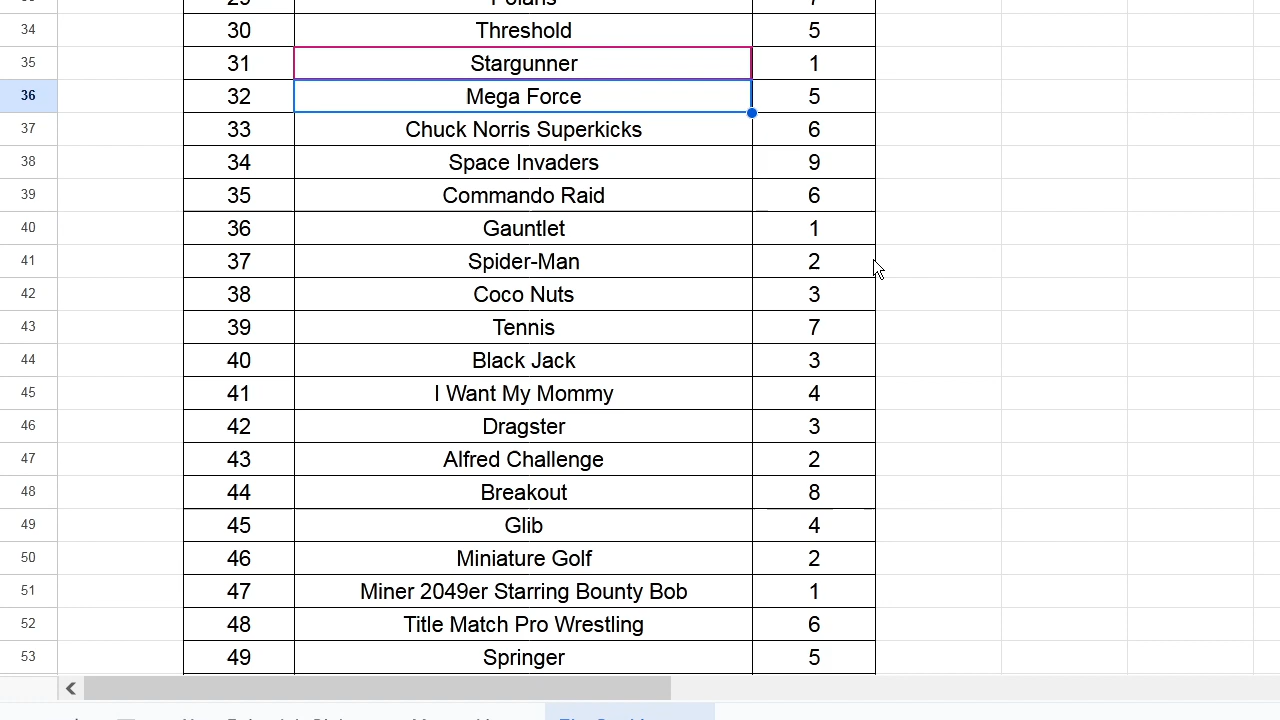 29 Polaris 7
34 30 Threshold 5
35 31 Stargunner 1
36 32 Mega Force 5
37 33 Chuck Norris Superkicks 6
38 34 Space Invaders 9
39 35 Commando Raid 6
40 36 Gauntlet 1
41 37 Spider-Man 2
42 38 Coco Nuts 3
43 39 Tennis 7
44 40 Black Jack 3
45 41 I Want My Mommy 4
46 42 Dragster 3
47 43 Alfred Challenge 2
48 44 Breakout 8
49 45 Glib 4
50 46 Miniature Golf 2
51 47 Miner 2049er Starring Bounty Bob 1
52 48 Title Match Pro Wrestling 6
53 49 Springer 5